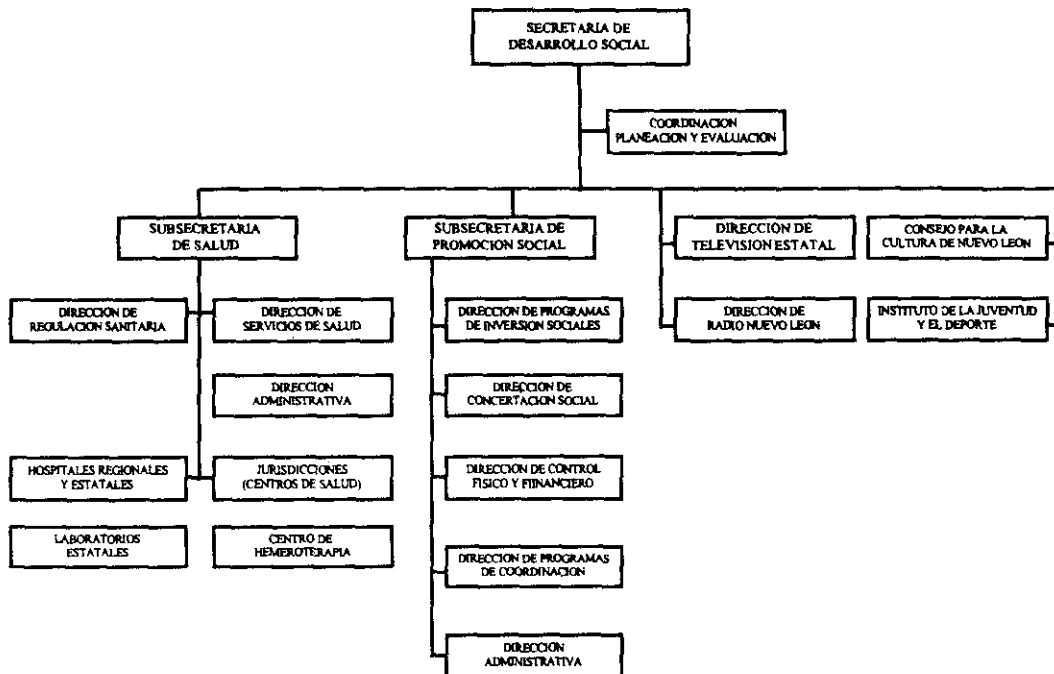 SECRETARIA DE
DESARROLLO SOCIAL
COORDINACION
PLANEACION Y EVALUACION
SUBSECRETARIA
DE SALUD
SUBSECRETARIA DE
PROMOCION SOCIAL
DIRECCION DE
TELEVISION ESTATAL
CONSEJO PARA LA
CULTURA DE NUEVO LEON
DIRECCION DE
REGULACION SANITARIA
DIRECCION DE
SERVICIOS DE SALUD
DIRECCION DE PROGRAMAS
DE INVERSION SOCIALES
DIRECCION DE
RADIO NUEVO LEON
INSTITUTO DE LA JUVENTUD
Y EL DEPORTE
DIRECCION
ADMINISTRATIVA
DIRECCION DE
CONCERTACION SOCIAL
HOSPITALES REGIONALES
Y ESTATALES
JURISDICCIONES
(CENTROS DE SALUD)
DIRECCION DE CONTROL
FISICO Y FIINANCIERO
LABORATORIOS
ESTATALES
CENTRO DE
HEMEROTERAPIA
DIRECCION DE PROGRAMAS
DE COORDINACION
DIRECCION
ADMINISTRATIVA